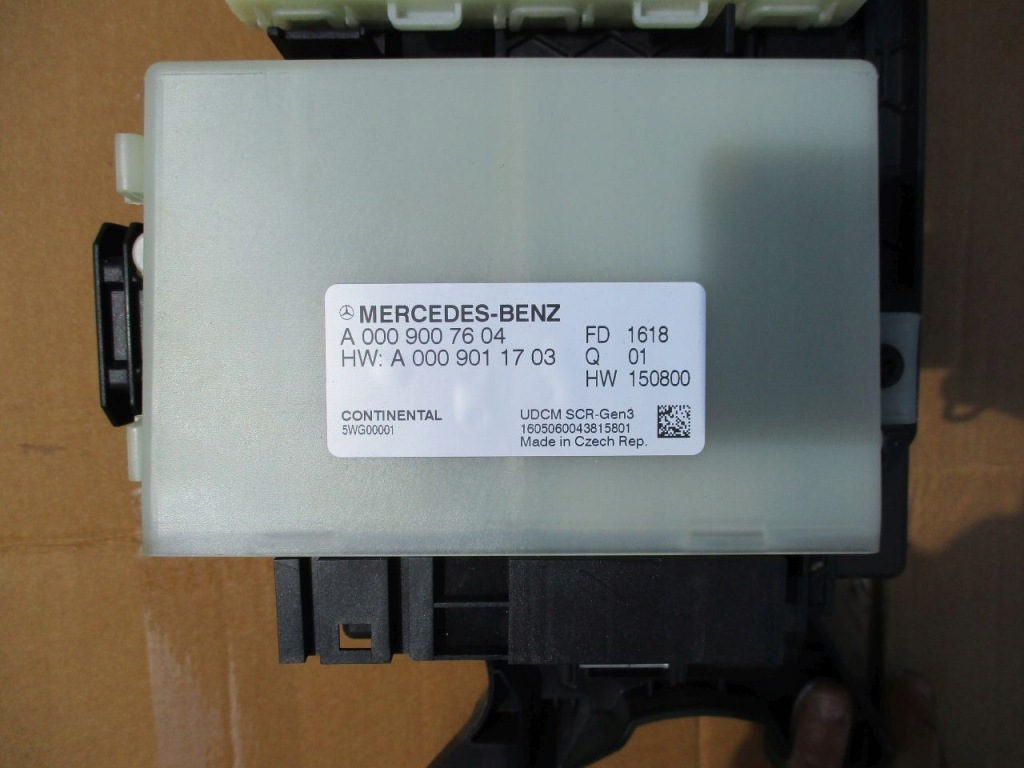 MERCEDES-BENZ
A 000 900 76 04 FD 1618
HW: A 000 901 17 03 Q 01
HW 150800
CONTINENTAL UDCM SCR-Gen3
5WG00001 1605060043815801
Made in Czech Rep.